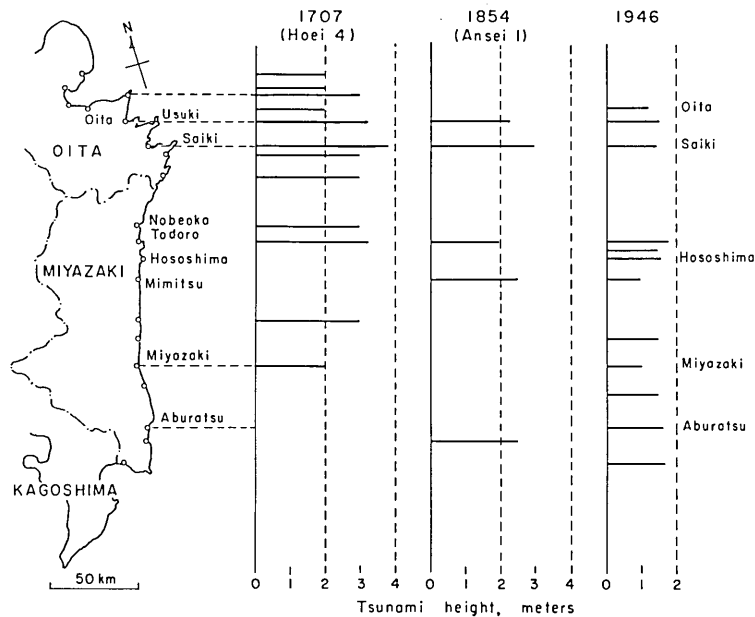 1707
(Hoei 4)
1854
(Ansei 1)
1946
N
Oita
Usuki
Saiki
OITA
Nobeoka
Todoro
Hososhima
MIYAZAKI
Mimitsu
Miyazaki
Aburatsu
KAGOSHIMA
50 km
Oita
Saiki
Hososhima
Miyazaki
Aburatsu
0 1 2 3 4
0 1 2 3 4
0 1 2
Tsunami height, meters